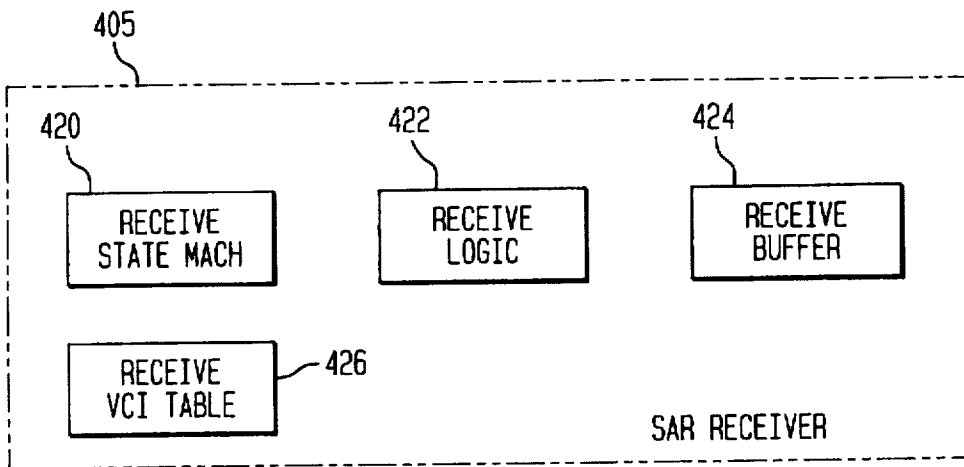 405
420
422
424
RECEIVE
STATE MACH
RECEIVE
LOGIC
RECEIVE
BUFFER
RECEIVE
VCI TABLE
426
SAR RECEIVER